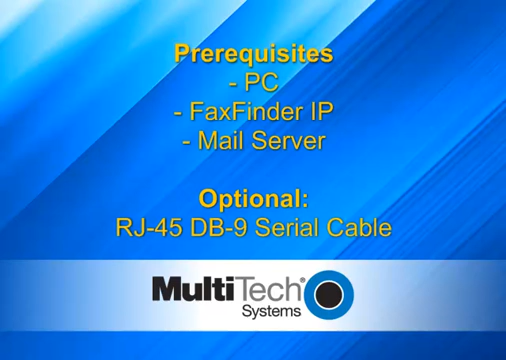 Prerequisites
- PC
- FaxFinder IP
- Mail Server
Optional:
RJ-45 DB-9 Serial Cable
MultiTech®
Systems